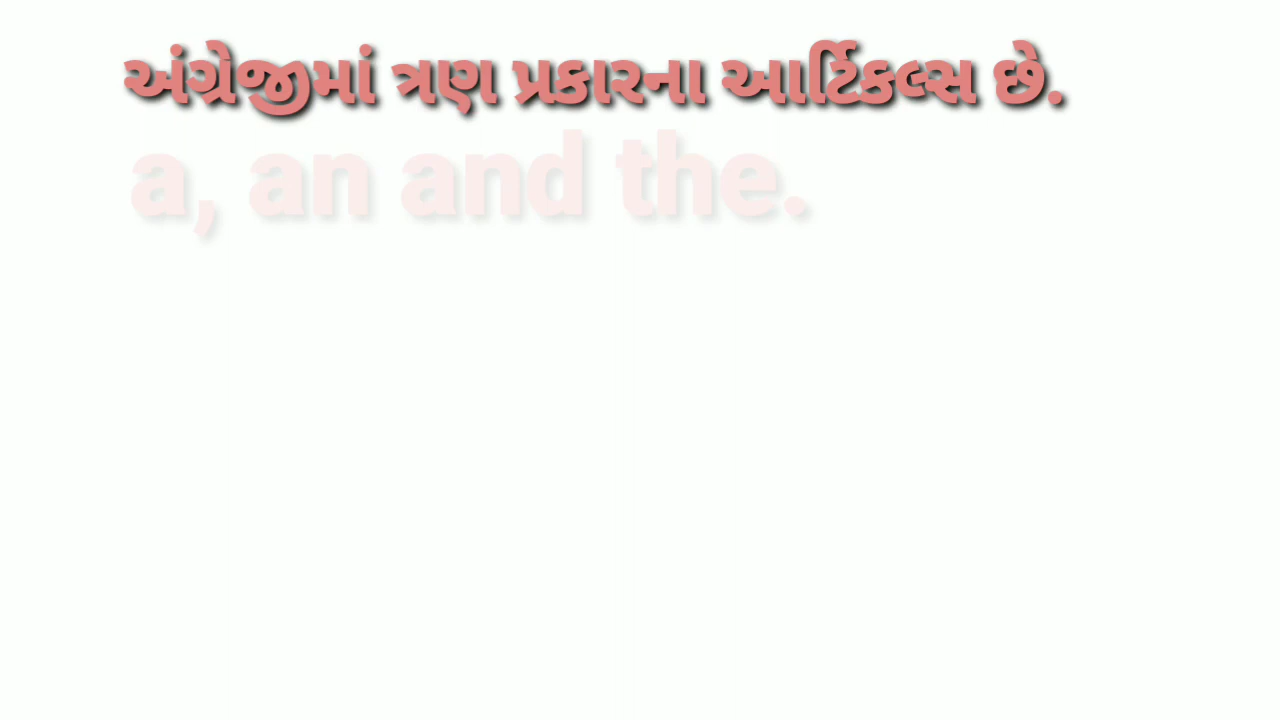 અંગ્રેજીમાં ત્રણ પ્રકારના આર્ટિકલ્સ છે.
a, an and the.